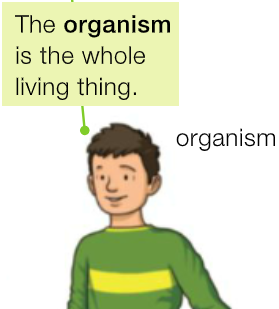 The organism
is the whole
living thing.
organism